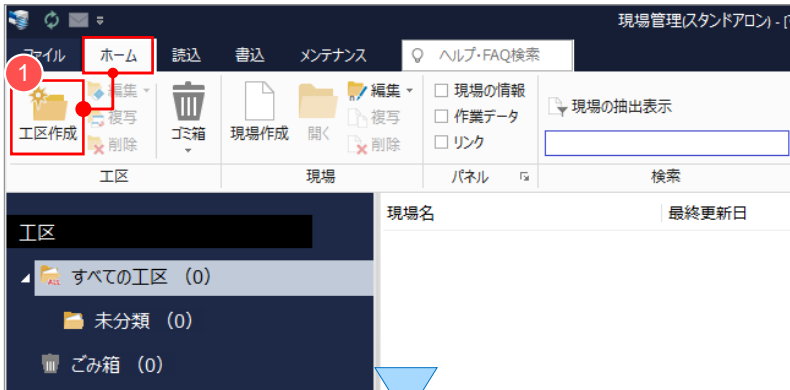 現場管理(スタンドアロン) - [
ファイル ホーム 読込 書込 メンテナンス ヘルプ・FAQ検索
1
工区作成
編集
複写
削除
ゴミ箱
現場作成
開く
編集
複写
削除
現場の情報
作業データ
リンク
現場の抽出表示
工区 現場 パネル 検索
工区
現場名 最終更新日
ALL すべての工区 (0)
未分類 (0)
ごみ箱 (0)